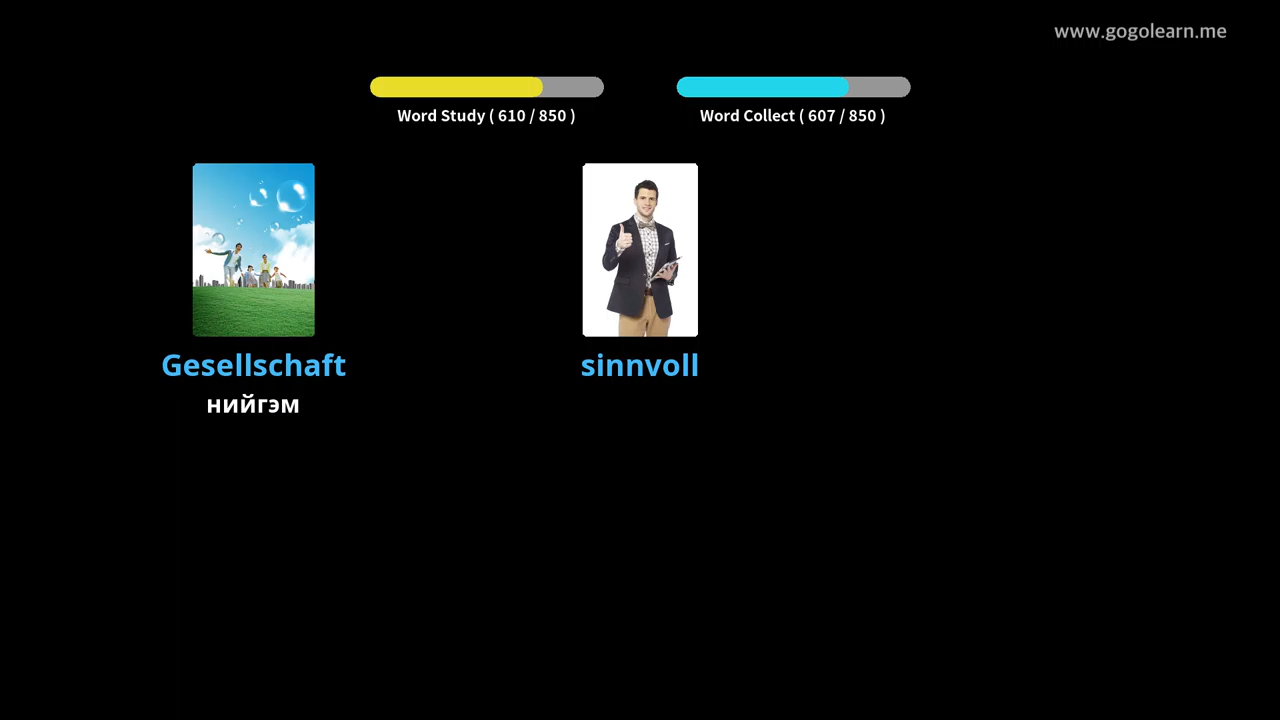 www.gogolearn.me
Word Study ( 610 / 850 )
Word Collect ( 607 / 850 )
Gesellschaft
нийгэм
sinnvoll